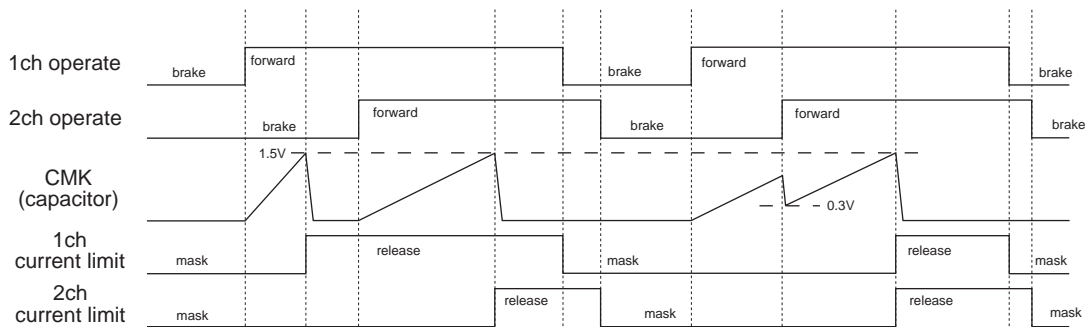 1ch operate
brake
forward
brake
forward
brake
2ch operate
brake
forward
brake
forward
brake
1.5V
CMK
(capacitor)
0.3V
1ch
current limit
mask
release
mask
release
mask
2ch
current limit
mask
release
mask
release
mask